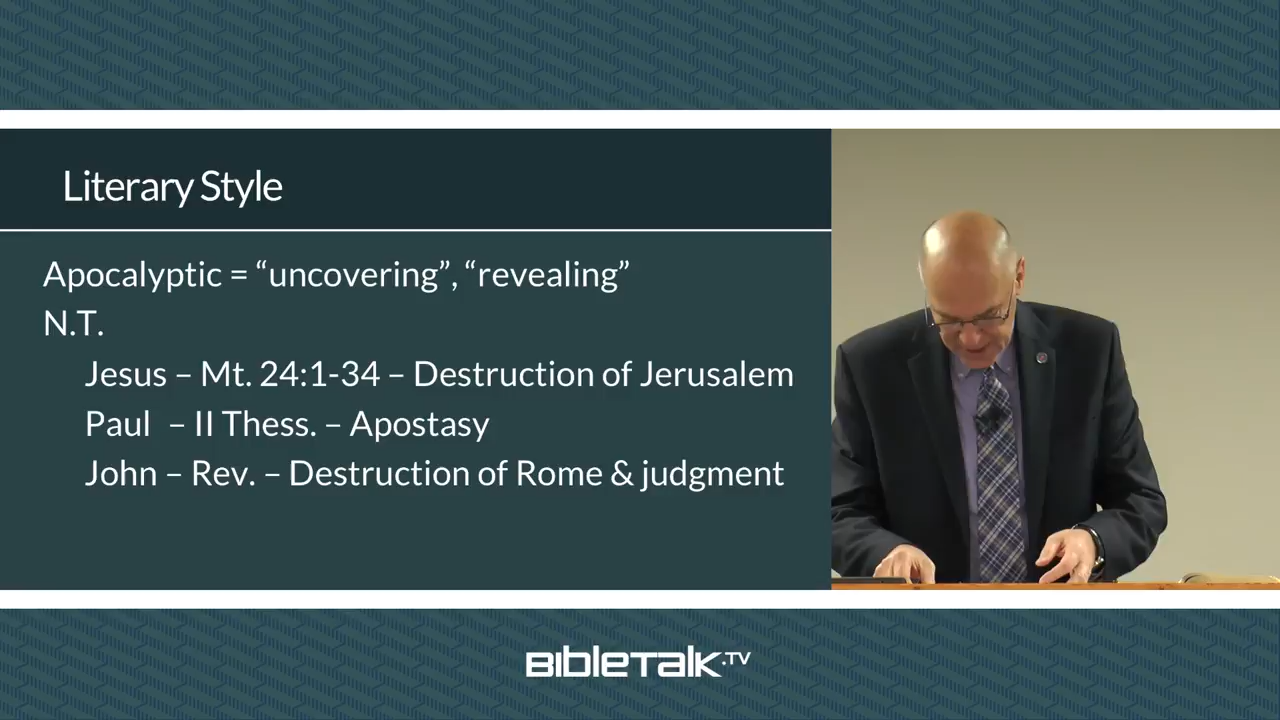 Literary Style
Apocalyptic = “uncovering”, “revealing”
N.T.
Jesus – Mt. 24:1-34 – Destruction of Jerusalem
Paul – II Thess. – Apostasy
John – Rev. – Destruction of Rome & judgment
BIBLETALK.TV